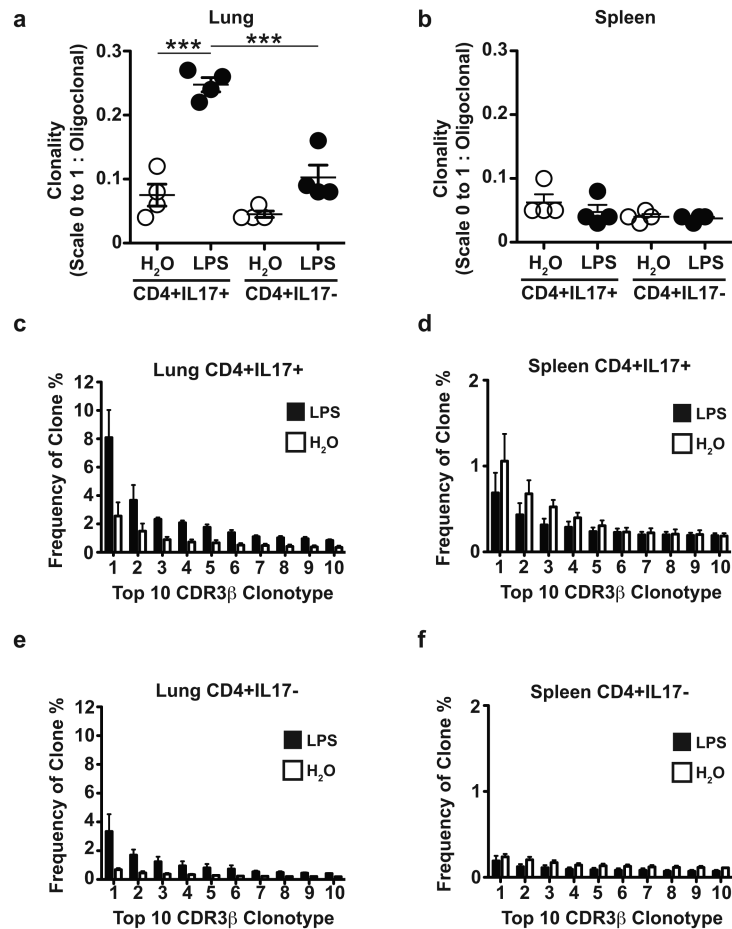 a
Lung
*** ***
Clonality
(Scale 0 to 1 : Oligoclonal)
0.3
0.2
0.1
0.0
H₂O LPS H₂O LPS
CD4+IL17+ CD4+IL17-
b
Spleen
Clonality
(Scale 0 to 1 : Oligoclonal)
0.3
0.2
0.1
0.0
H₂O LPS H₂O LPS
CD4+IL17+ CD4+IL17-
c
Lung CD4+IL17+
Frequency of Clone %
12
10
8
6
4
2
0
LPS
H₂O
1 2 3 4 5 6 7 8 9 10
Top 10 CDR3β Clonotype
d
Spleen CD4+IL17+
Frequency of Clone %
2
1
0
LPS
H₂O
1 2 3 4 5 6 7 8 9 10
Top 10 CDR3β Clonotype
e
Lung CD4+IL17-
Frequency of Clone %
12
10
8
6
4
2
0
LPS
H₂O
1 2 3 4 5 6 7 8 9 10
Top 10 CDR3β Clonotype
f
Spleen CD4+IL17-
Frequency of Clone %
2
1
0
LPS
H₂O
1 2 3 4 5 6 7 8 9 10
Top 10 CDR3β Clonotype